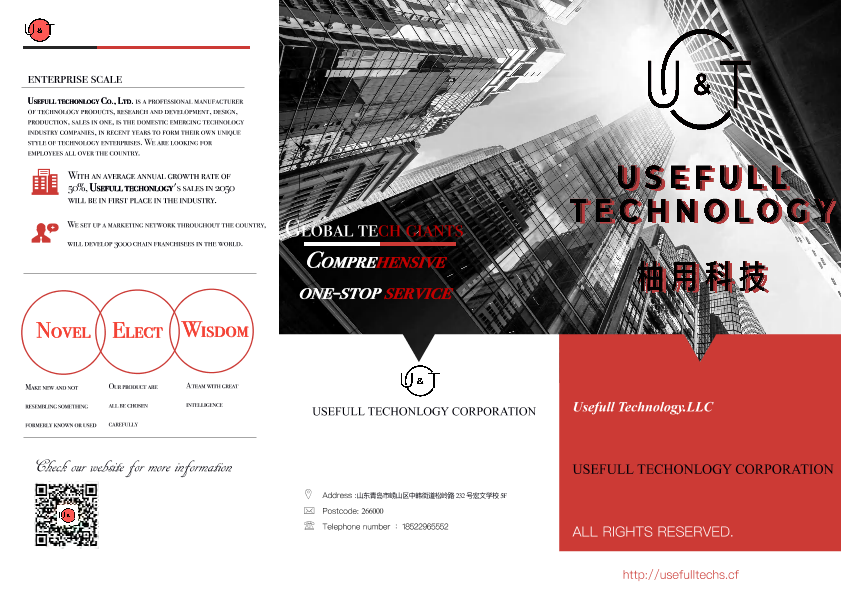 U&T
ENTERPRISE SCALE
Usefull techonlogy Co., Ltd. is a professional manufacturer
of technology products, research and development, design,
production, sales in one, is the domestic emerging technology
industry companies, in recent years to form their own unique
style of technology enterprises. We are looking for
employees all over the country.
With an average annual growth rate of
50%, Usefull techonlogy's sales in 2050
will be in first place in the industry.
We set up a marketing network throughout the country,
will develop 3000 chain franchisees in the world.
Novel Elect Wisdom
Make new and not
resembling something
formerly known or used
Our product are
all be chosen
carefully
A team with great
intelligence
Check our website for more information
U&T
Global tech giants
Comprehensive
one-stop service
U&T
USEFULL TECHONLOGY CORPORATION
Address :山东青岛市崂山区中韩街道松岭路 232 号宏文学校 5F
Postcode: 266000
Telephone number : 18522965552
U&T
USEFULL
TECHNOLOGY
柚用科技
Usefull Technology.LLC
USEFULL TECHONLOGY CORPORATION
ALL RIGHTS RESERVED.
http://usefulltechs.cf